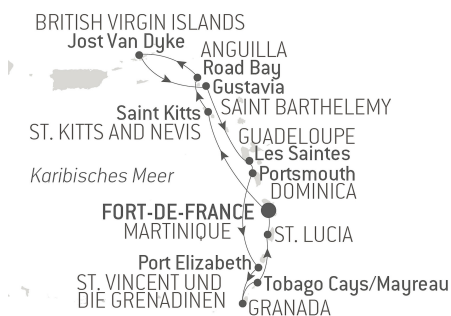 BRITISH VIRGIN ISLANDS
Jost Van Dyke
ANGUILLA
Road Bay
Gustavia
Saint Kitts
SAINT BARTHELEMY
ST. KITTS AND NEVIS
GUADELOUPE
Les Saintes
Karibisches Meer
Portsmouth
DOMINICA
FORT-DE-FRANCE
MARTINIQUE
ST. LUCIA
Port Elizabeth
ST. VINCENT UND
DIE GRENADINEN
Tobago Cays/Mayreau
GRANADA